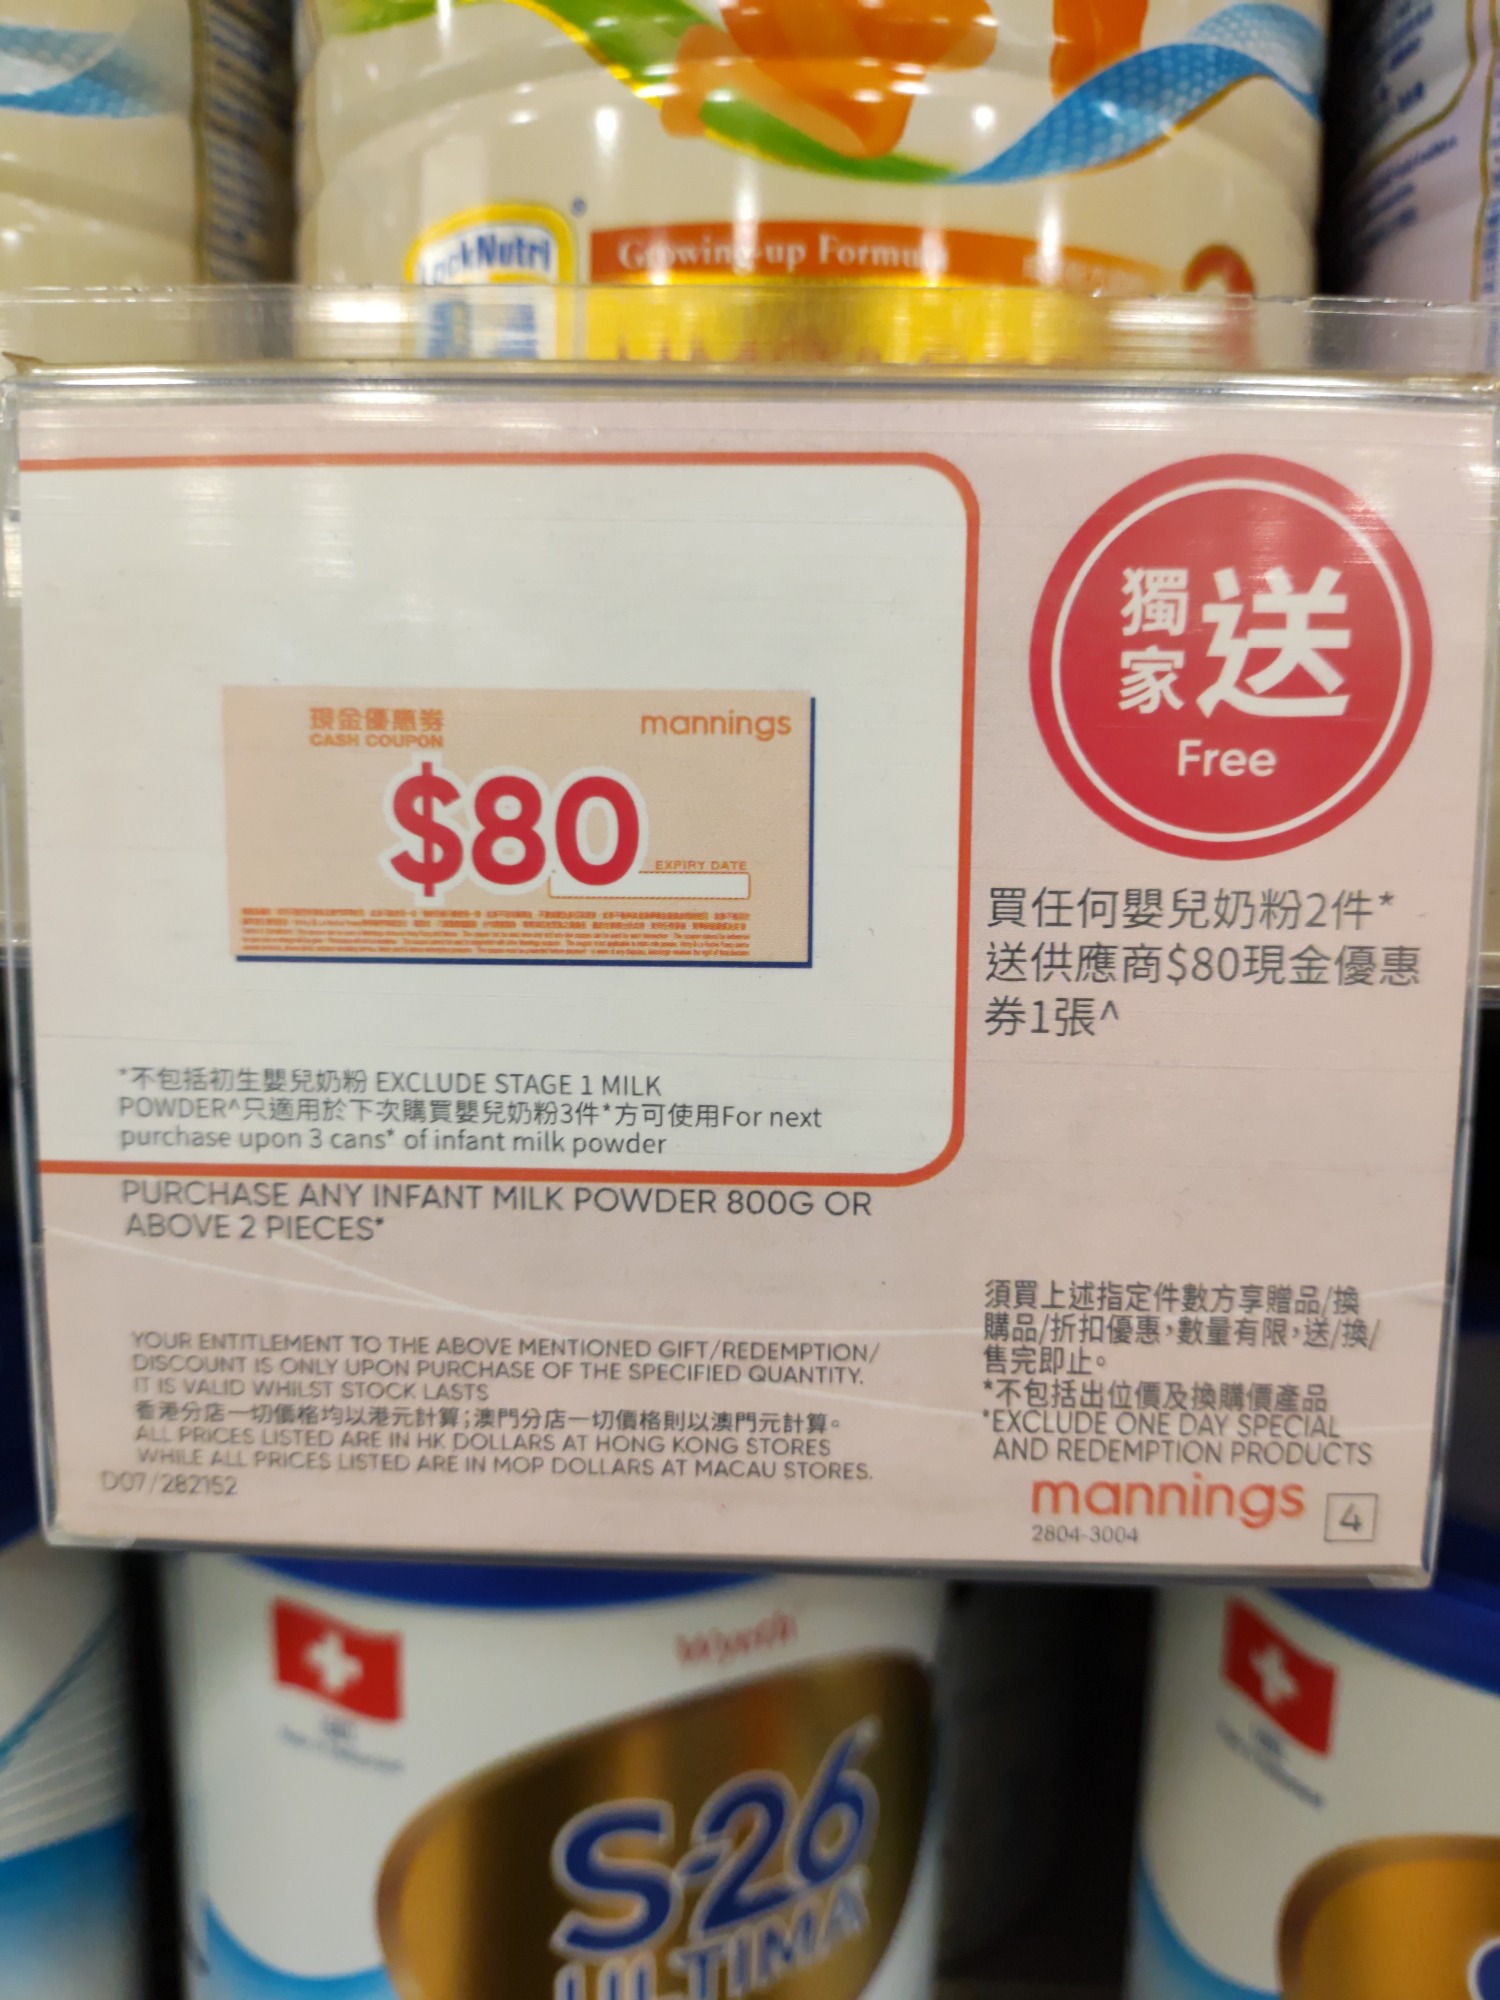 Growing-up Formula
獨家送
Free
現金優惠券
CASH COUPON
mannings
$80
EXPIRY DATE
買任何嬰兒奶粉2件*
送供應商$80現金優惠
券1張^
*不包括初生嬰兒奶粉 EXCLUDE STAGE 1 MILK
POWDER^只適用於下次購買嬰兒奶粉3件*方可使用For next
purchase upon 3 cans* of infant milk powder
PURCHASE ANY INFANT MILK POWDER 800G OR
ABOVE 2 PIECES*
YOUR ENTITLEMENT TO THE ABOVE MENTIONED GIFT/REDEMPTION/
DISCOUNT IS ONLY UPON PURCHASE OF THE SPECIFIED QUANTITY.
IT IS VALID WHILST STOCK LASTS
香港分店一切價格均以港元計算;澳門分店一切價格則以澳門元計算。
ALL PRICES LISTED ARE IN HK DOLLARS AT HONG KONG STORES
WHILE ALL PRICES LISTED ARE IN MOP DOLLARS AT MACAU STORES.
D07/282152
須買上述指定件數方享贈品/換
購品/折扣優惠,數量有限,送/換/
售完即止。
*不包括出位價及換購價產品
*EXCLUDE ONE DAY SPECIAL
AND REDEMPTION PRODUCTS
mannings
4
2804-3004
S-26
ULTIMA